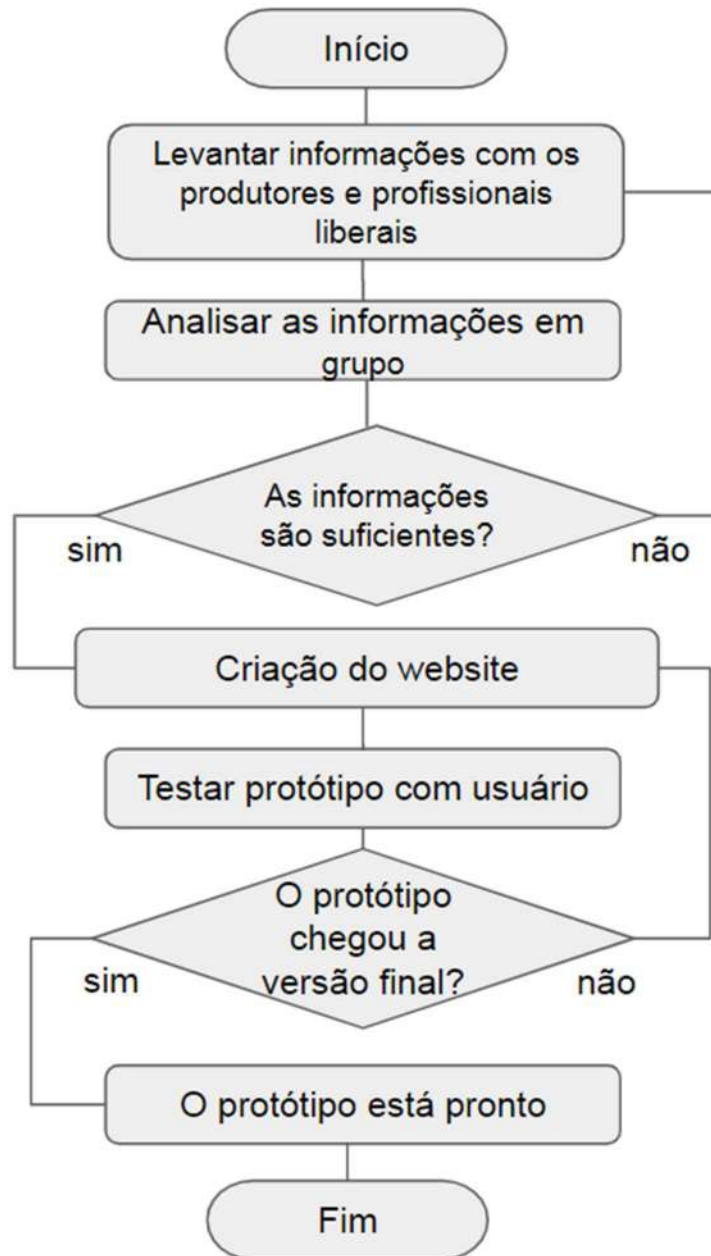 Início
Levantar informações com os
produtores e profissionais
liberais
Analisar as informações em
grupo
As informações
são suficientes?
sim
não
Criação do website
Testar protótipo com usuário
O protótipo
chegou a
versão final?
sim
não
O protótipo está pronto
Fim